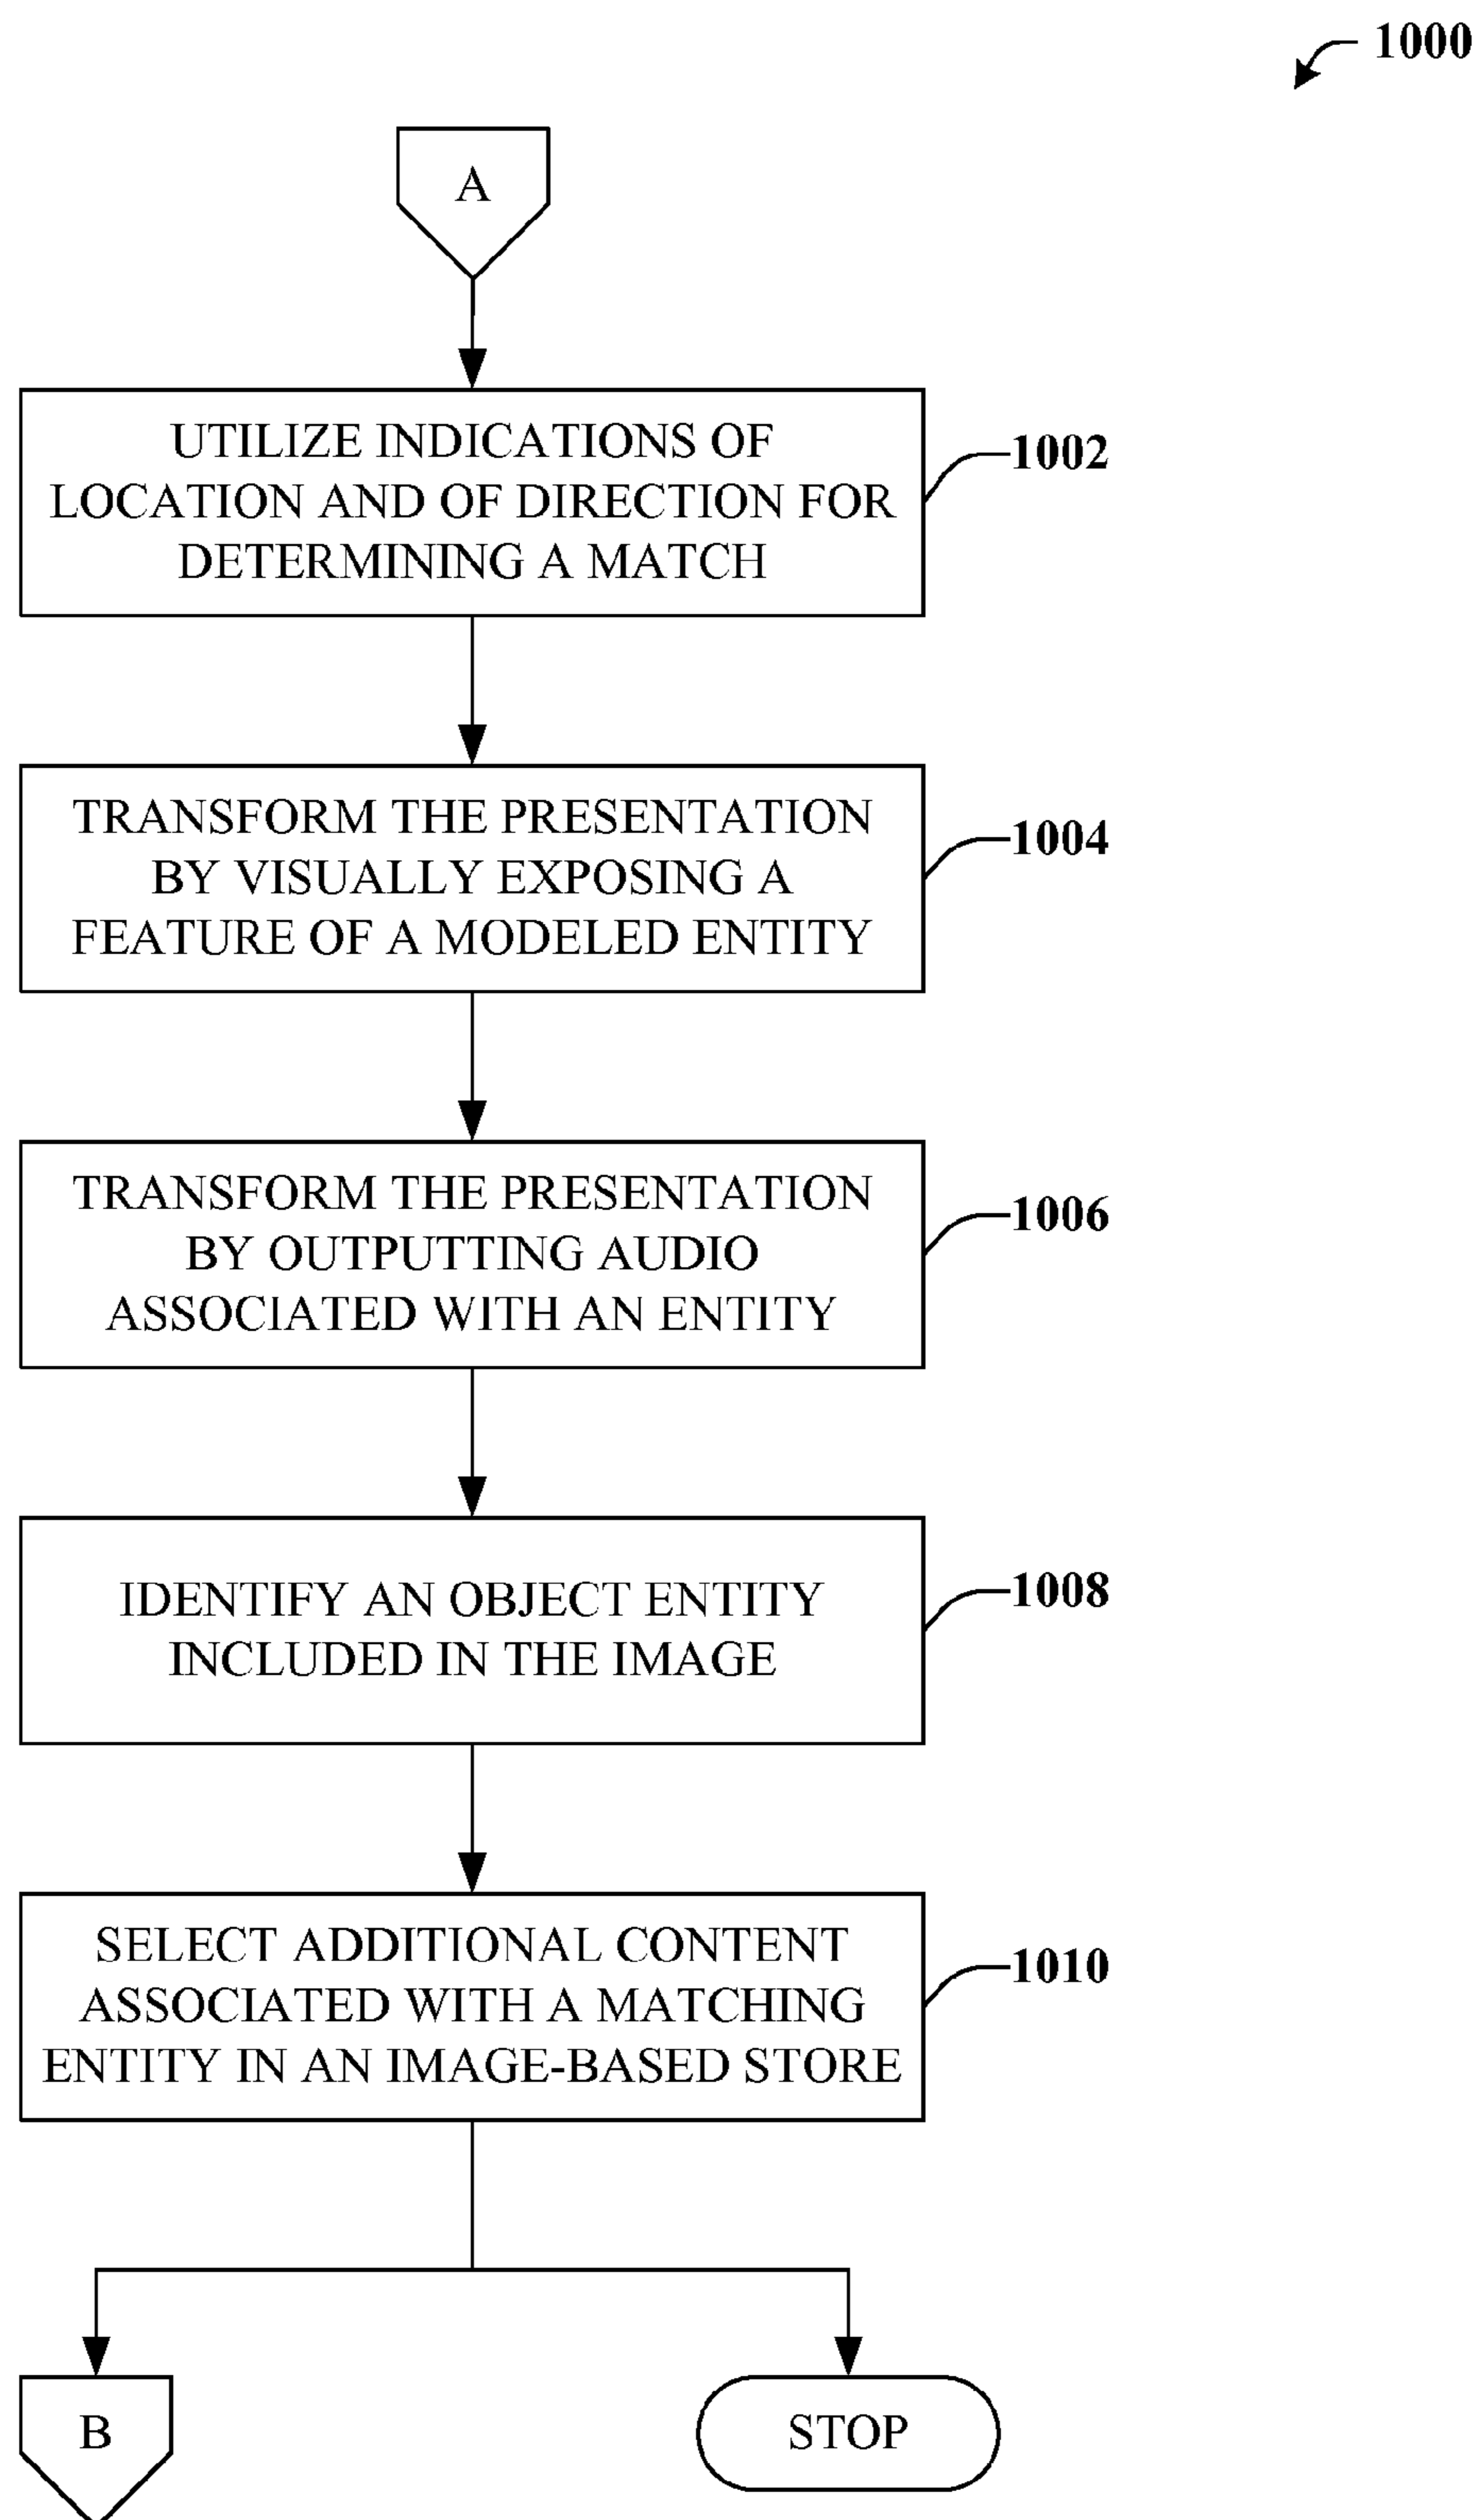 1000
A
UTILIZE INDICATIONS OF
LOCATION AND OF DIRECTION FOR
DETERMINING A MATCH
1002
TRANSFORM THE PRESENTATION
BY VISUALLY EXPOSING A
FEATURE OF A MODELED ENTITY
1004
TRANSFORM THE PRESENTATION
BY OUTPUTTING AUDIO
ASSOCIATED WITH AN ENTITY
1006
IDENTIFY AN OBJECT ENTITY
INCLUDED IN THE IMAGE
1008
SELECT ADDITIONAL CONTENT
ASSOCIATED WITH A MATCHING
ENTITY IN AN IMAGE-BASED STORE
1010
B
STOP